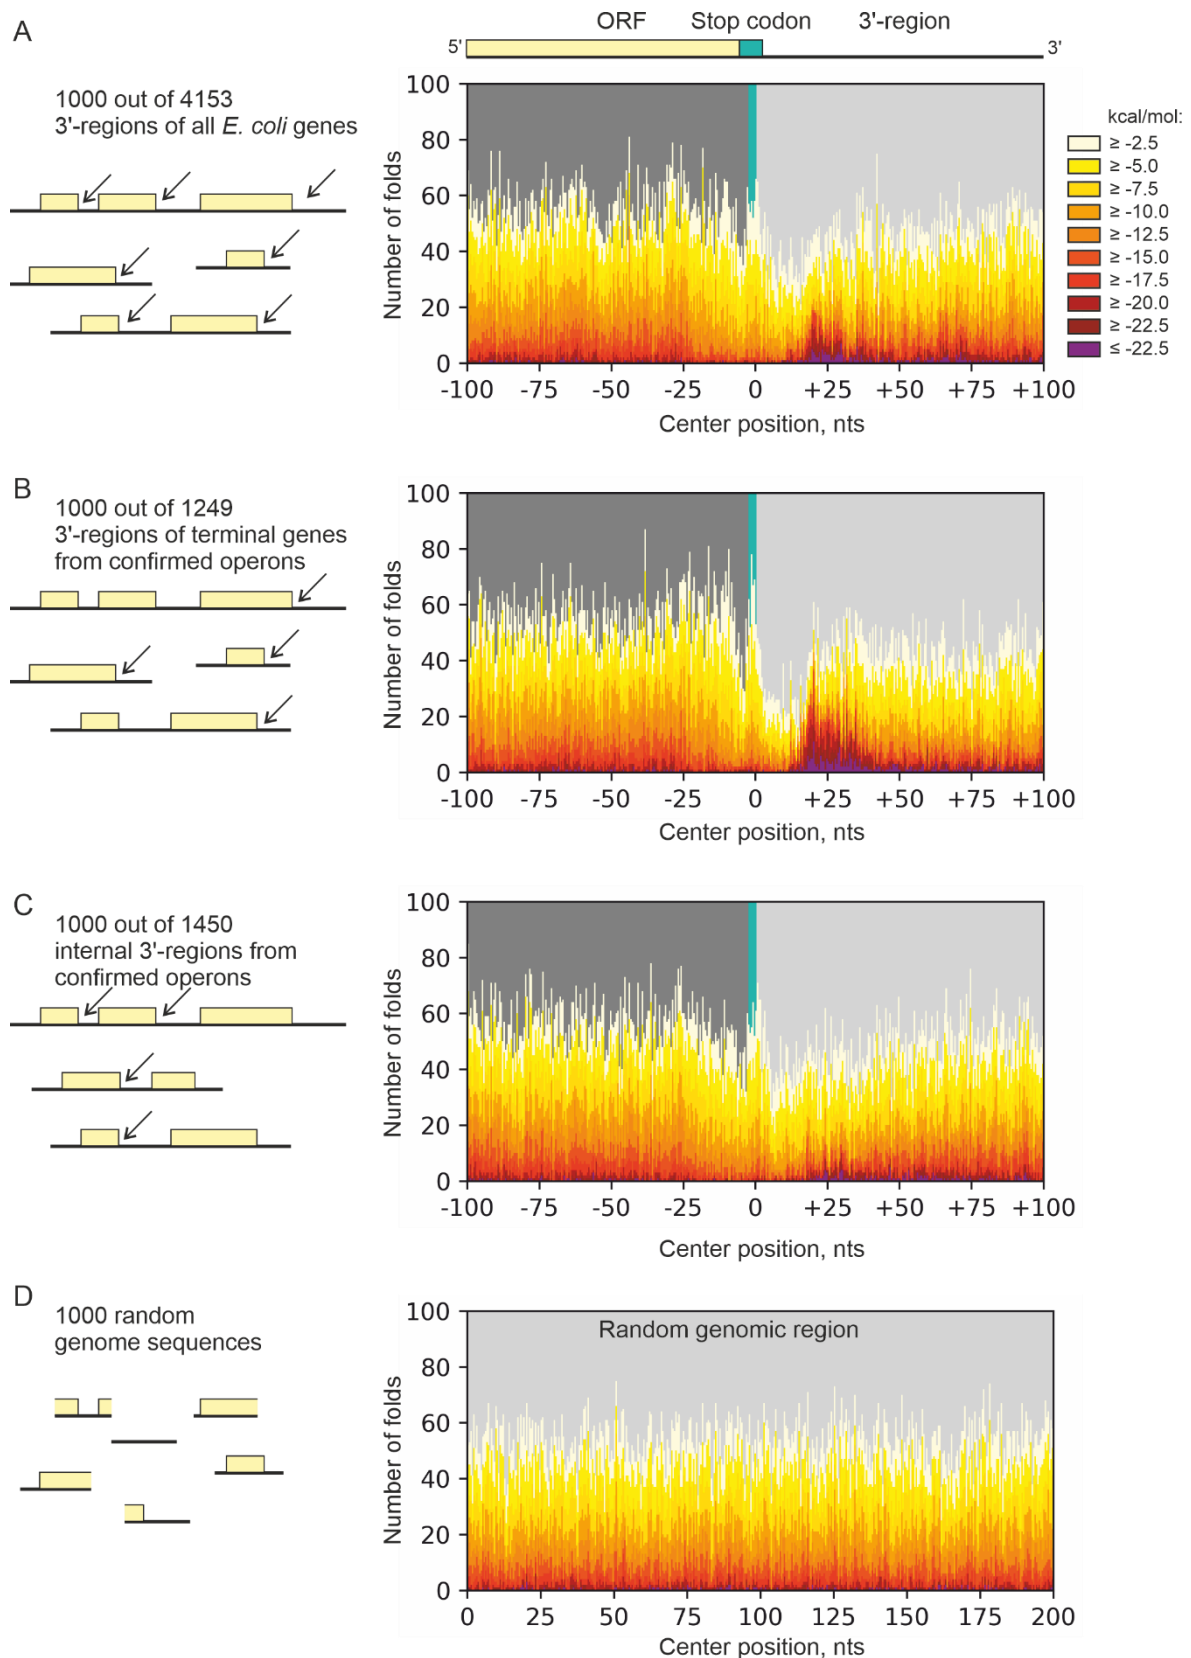 A
ORF Stop codon 3'-region
5' 3'
1000 out of 4153
3'-regions of all E. coli genes
Number of folds
100
80
60
40
20
0
-100 -75 -50 -25 0 +25 +50 +75 +100
Center position, nts
kcal/mol:
≥ -2.5
≥ -5.0
≥ -7.5
≥ -10.0
≥ -12.5
≥ -15.0
≥ -17.5
≥ -20.0
≥ -22.5
≤ -22.5
B
1000 out of 1249
3'-regions of terminal genes
from confirmed operons
Number of folds
100
80
60
40
20
0
-100 -75 -50 -25 0 +25 +50 +75 +100
Center position, nts
C
1000 out of 1450
internal 3'-regions from
confirmed operons
Number of folds
100
80
60
40
20
0
-100 -75 -50 -25 0 +25 +50 +75 +100
Center position, nts
D
1000 random
genome sequences
Random genomic region
Number of folds
100
80
60
40
20
0
0 25 50 75 100 125 150 175 200
Center position, nts